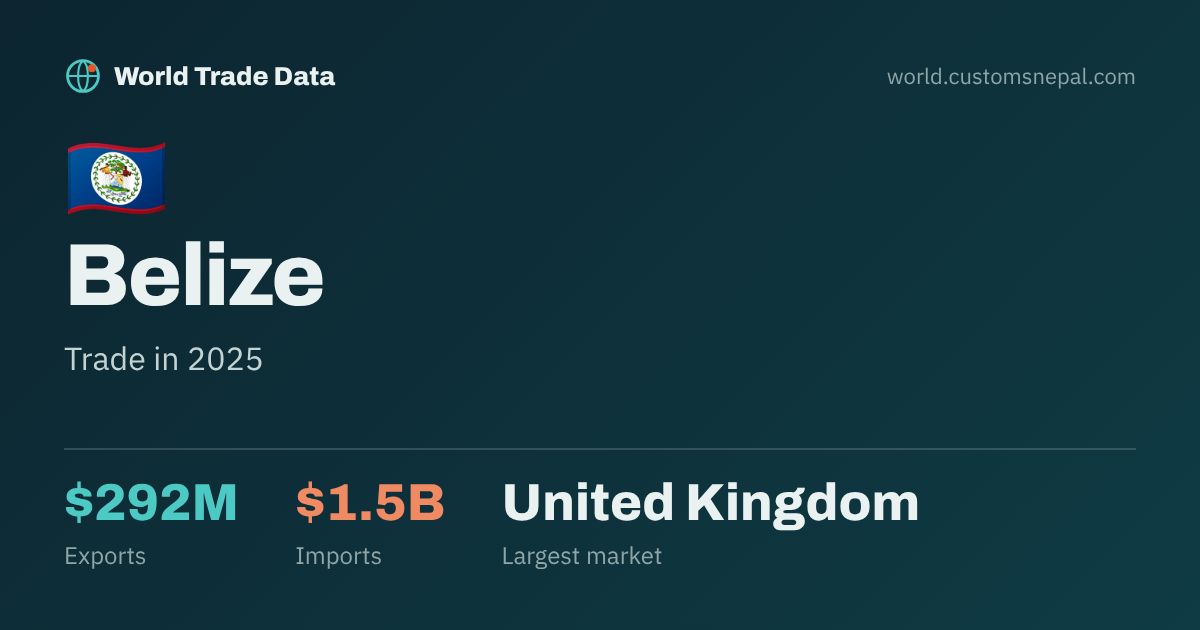 World Trade Data
world.customsnepal.com
Belize
Trade in 2025
$292M
Exports
$1.5B
Imports
United Kingdom
Largest market